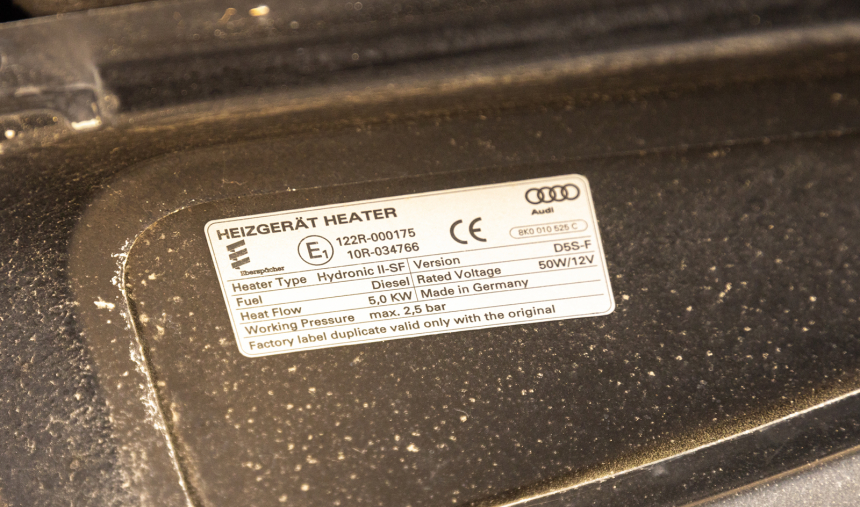 HEIZGERÄT HEATER
Audi
Eberspächer
E1
122R-000175
10R-034766
CE
8K0 010 525 C
Heater Type Hydronic II-SF Version D5S-F
Fuel Diesel Rated Voltage 50W/12V
Heat Flow 5,0 KW Made in Germany
Working Pressure max. 2,5 bar
Factory label duplicate valid only with the original